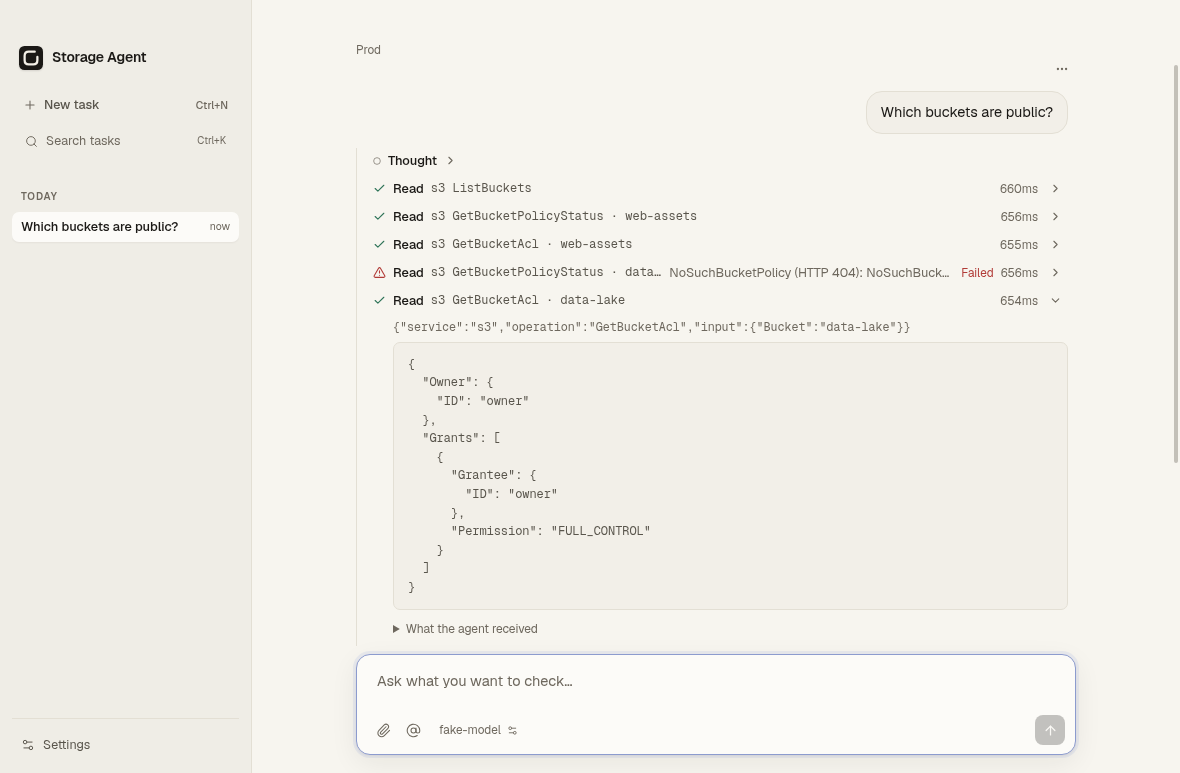 Storage Agent
New task Ctrl+N
Search tasks Ctrl+K
TODAY
Which buckets are public? now
Settings
Prod
...
Which buckets are public?
Thought
Read s3 ListBuckets 660ms
Read s3 GetBucketPolicyStatus · web-assets 656ms
Read s3 GetBucketAcl · web-assets 655ms
Read s3 GetBucketPolicyStatus · data… NoSuchBucketPolicy (HTTP 404): NoSuchBuck… Failed 656ms
Read s3 GetBucketAcl · data-lake 654ms
{"service":"s3","operation":"GetBucketAcl","input":{"Bucket":"data-lake"}}
{
  "Owner": {
    "ID": "owner"
  },
  "Grants": [
    {
      "Grantee": {
        "ID": "owner"
      },
      "Permission": "FULL_CONTROL"
    }
  ]
}
What the agent received
Ask what you want to check…
fake-model